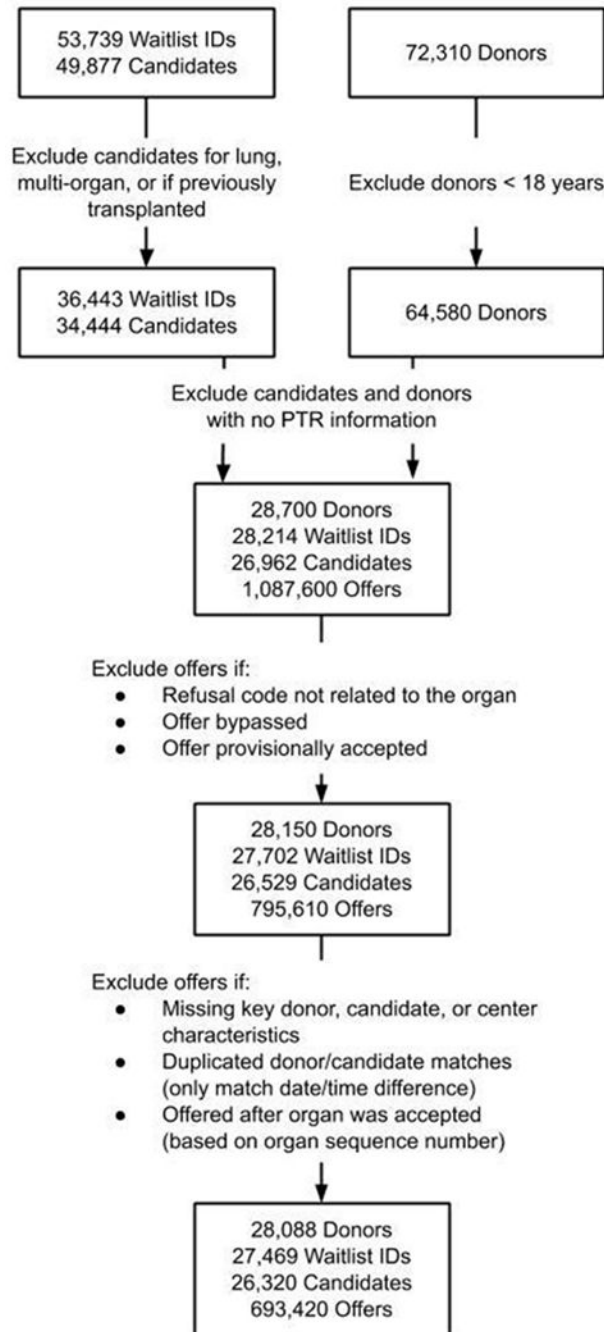 53,739 Waitlist IDs
49,877 Candidates
72,310 Donors
Exclude candidates for lung,
multi-organ, or if previously
transplanted
Exclude donors < 18 years
36,443 Waitlist IDs
34,444 Candidates
64,580 Donors
Exclude candidates and donors
with no PTR information
28,700 Donors
28,214 Waitlist IDs
26,962 Candidates
1,087,600 Offers
Exclude offers if:
● Refusal code not related to the organ
● Offer bypassed
● Offer provisionally accepted
28,150 Donors
27,702 Waitlist IDs
26,529 Candidates
795,610 Offers
Exclude offers if:
● Missing key donor, candidate, or center
characteristics
● Duplicated donor/candidate matches
(only match date/time difference)
● Offered after organ was accepted
(based on organ sequence number)
28,088 Donors
27,469 Waitlist IDs
26,320 Candidates
693,420 Offers